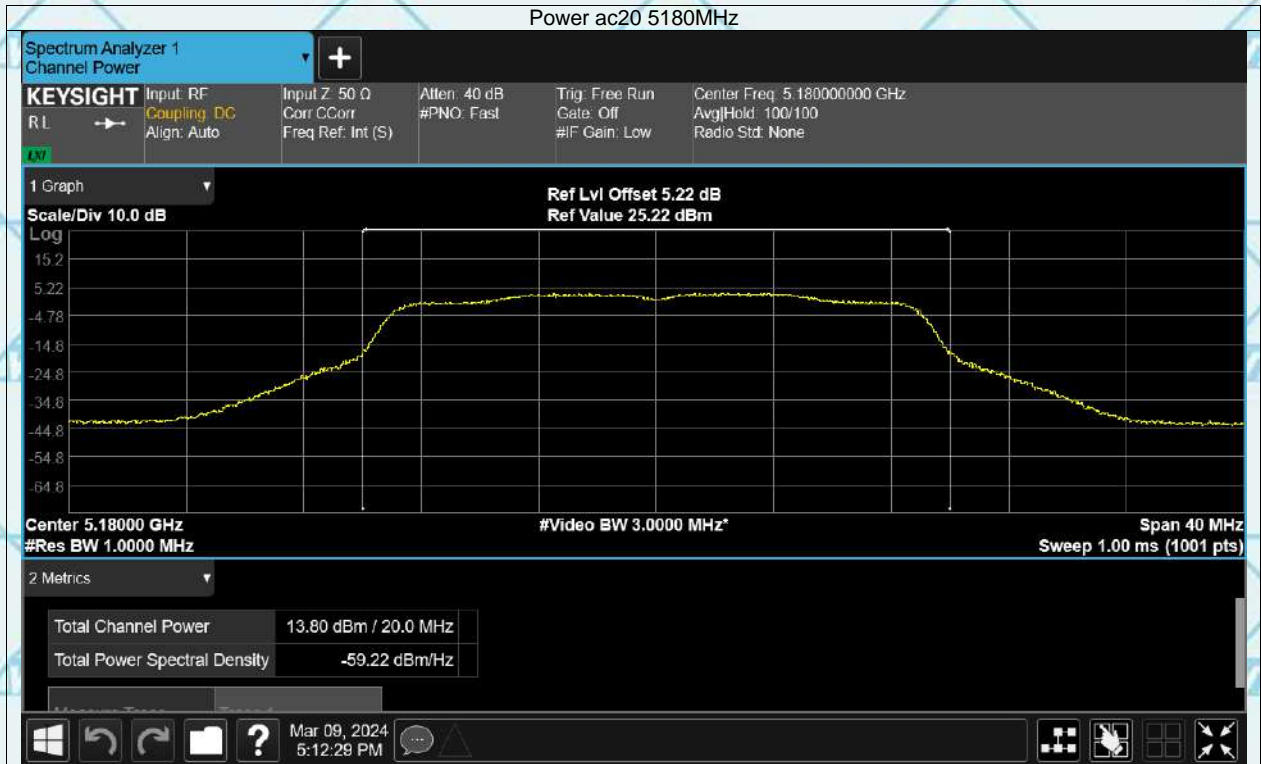 Power ac20 5180MHz
Spectrum Analyzer 1
Channel Power
+
KEYSIGHT
R L
LXI
Input: RF
Coupling: DC
Align: Auto
Input Z: 50 Ω
Corr CCorr
Freq Ref: Int (S)
Atten: 40 dB
#PNO: Fast
Trig: Free Run
Gate: Off
#IF Gain: Low
Center Freq: 5.180000000 GHz
Avg|Hold: 100/100
Radio Std: None
1 Graph
Scale/Div 10.0 dB
Ref Lvl Offset 5.22 dB
Ref Value 25.22 dBm
Log
15.2
5.22
-4.78
-14.8
-24.8
-34.8
-44.8
-54.8
-64.8
Center 5.18000 GHz
#Video BW 3.0000 MHz*
Span 40 MHz
#Res BW 1.0000 MHz
Sweep 1.00 ms (1001 pts)
2 Metrics
Total Channel Power 13.80 dBm / 20.0 MHz
Total Power Spectral Density -59.22 dBm/Hz
?
Mar 09, 2024
5:12:29 PM